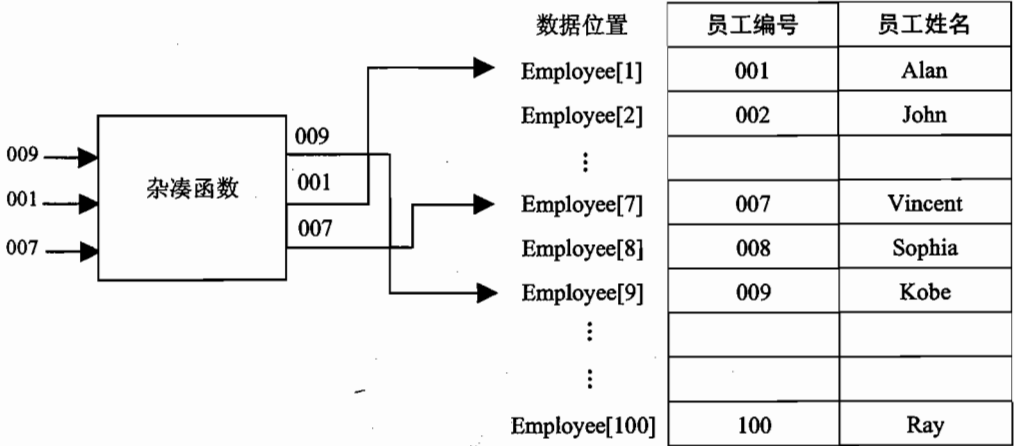 数据位置 员工编号 员工姓名
Employee[1] 001 Alan
Employee[2] 002 John
⋮
Employee[7] 007 Vincent
Employee[8] 008 Sophia
Employee[9] 009 Kobe
⋮
⋮
Employee[100] 100 Ray
009
001
007
杂凑函数
009
001
007